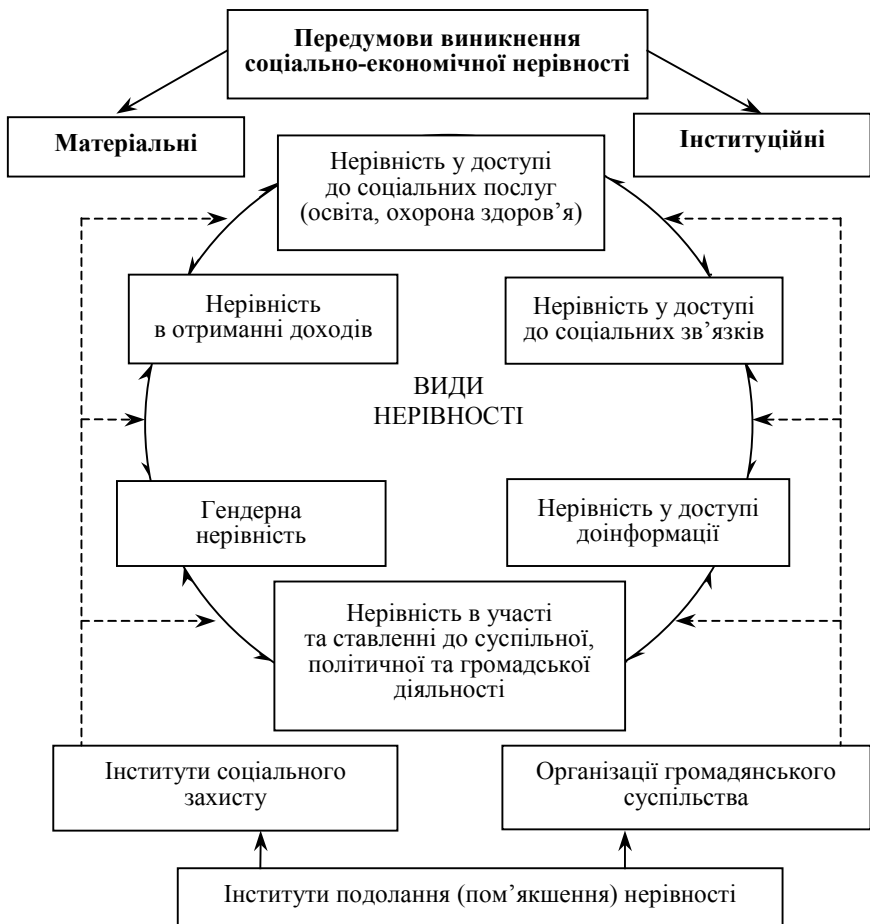 Передумови виникнення
соціально-економічної нерівності
Матеріальні
Інституційні
Нерівність у доступі
до соціальних послуг
(освіта, охорона здоров’я)
Нерівність
в отриманні доходів
Нерівність у доступі
до соціальних зв’язків
ВИДИ
НЕРІВНОСТІ
Гендерна
нерівність
Нерівність у доступі
доінформації
Нерівність в участі
та ставленні до суспільної,
політичної та громадської
діяльності
Інститути соціального
захисту
Організації громадянського
суспільства
Інститути подолання (пом’якшення) нерівності